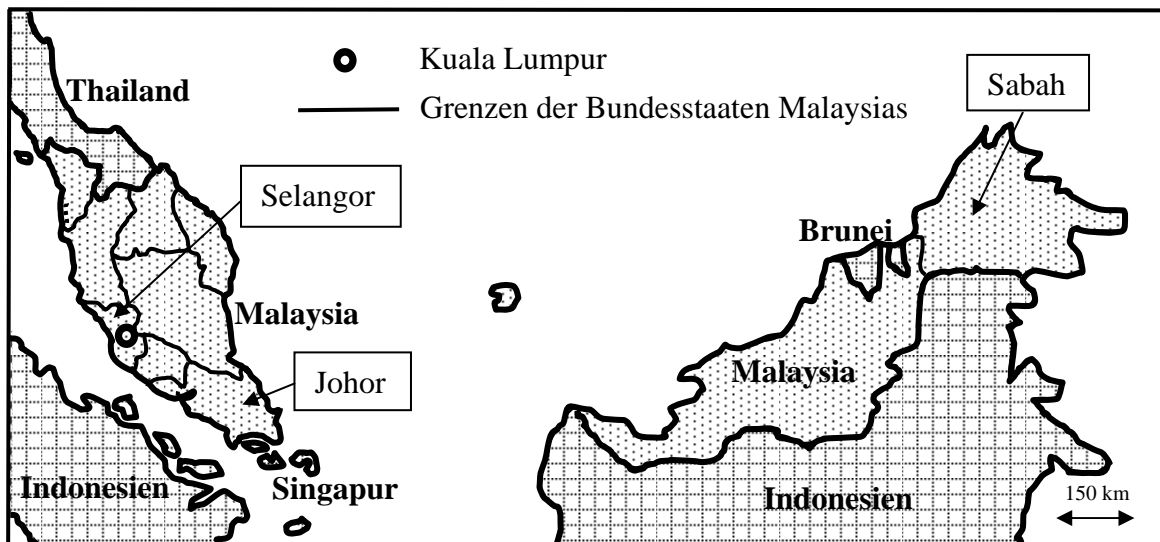 Kuala Lumpur
Grenzen der Bundesstaaten Malaysias
Thailand
Sabah
Selangor
Brunei
Malaysia
Johor
Malaysia
Indonesien
Singapur
Indonesien
150 km